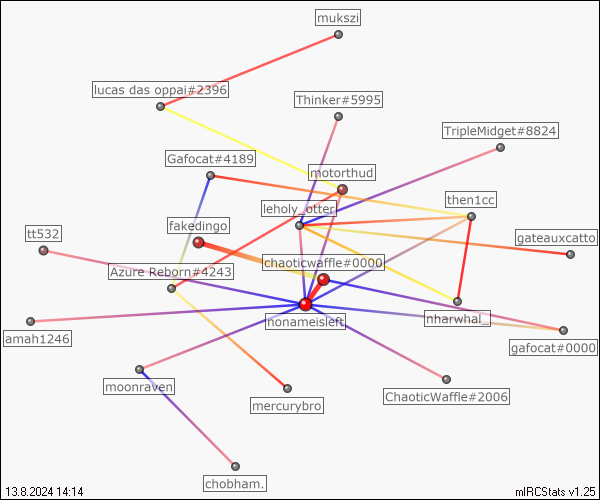 mukszi
lucas das oppai#2396
Thinker#5995
TripleMidget#8824
Gafocat#4189
motorthud
then1cc
leholy_otter
fakedingo
tt532
gateauxcatto
chaoticwaffle#0000
Azure Reborn#4243
nonameisleft
nharwhal_
amah1246
gafocat#0000
moonraven
ChaoticWaffle#2006
mercurybro
chobham.
13.8.2024 14:14
mIRCStats v1.25